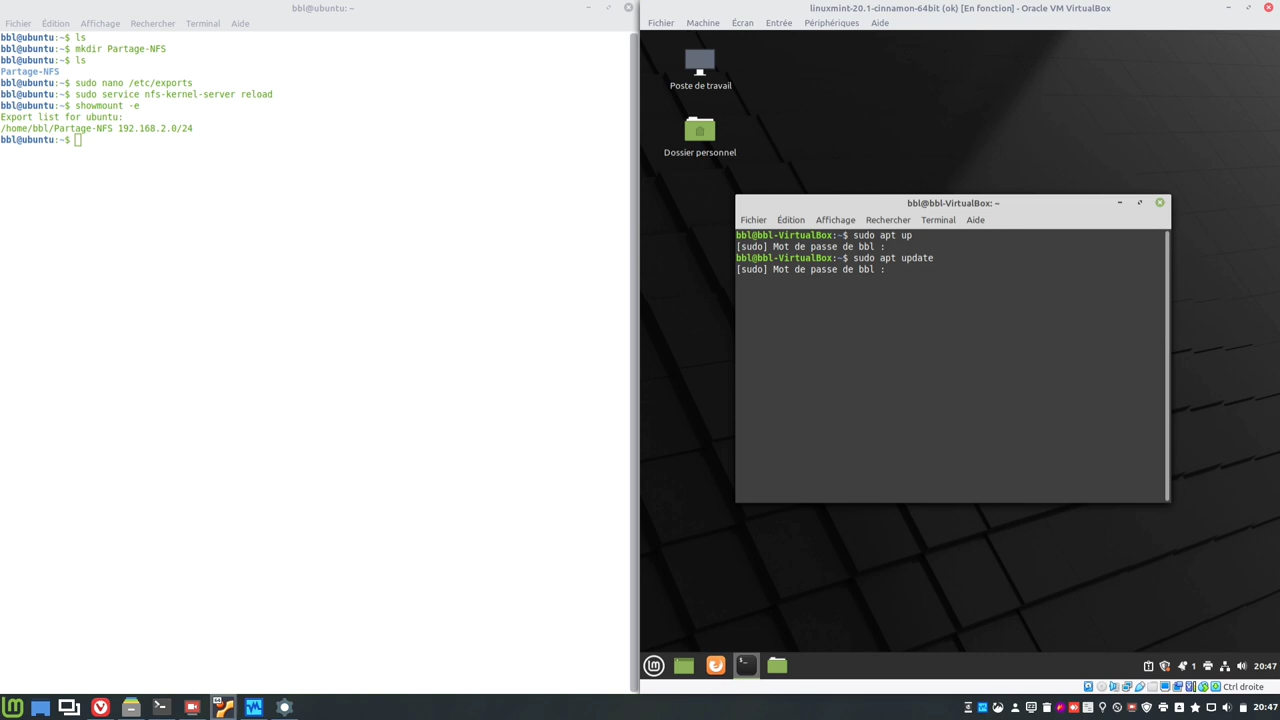 bbl@ubuntu: ~
Fichier Édition Affichage Rechercher Terminal Aide
bbl@ubuntu:~$ ls
bbl@ubuntu:~$ mkdir Partage-NFS
bbl@ubuntu:~$ ls
Partage-NFS
bbl@ubuntu:~$ sudo nano /etc/exports
bbl@ubuntu:~$ sudo service nfs-kernel-server reload
bbl@ubuntu:~$ showmount -e
Export list for ubuntu:
/home/bbl/Partage-NFS 192.168.2.0/24
bbl@ubuntu:~$
linuxmint-20.1-cinnamon-64bit (ok) [En fonction] - Oracle VM VirtualBox
Fichier Machine Écran Entrée Périphériques Aide
Poste de travail
Dossier personnel
bbl@bbl-VirtualBox: ~
Fichier Édition Affichage Rechercher Terminal Aide
bbl@bbl-VirtualBox:~$ sudo apt up
[sudo] Mot de passe de bbl :
bbl@bbl-VirtualBox:~$ sudo apt update
[sudo] Mot de passe de bbl :
1 20:47
Ctrl droite
20:47